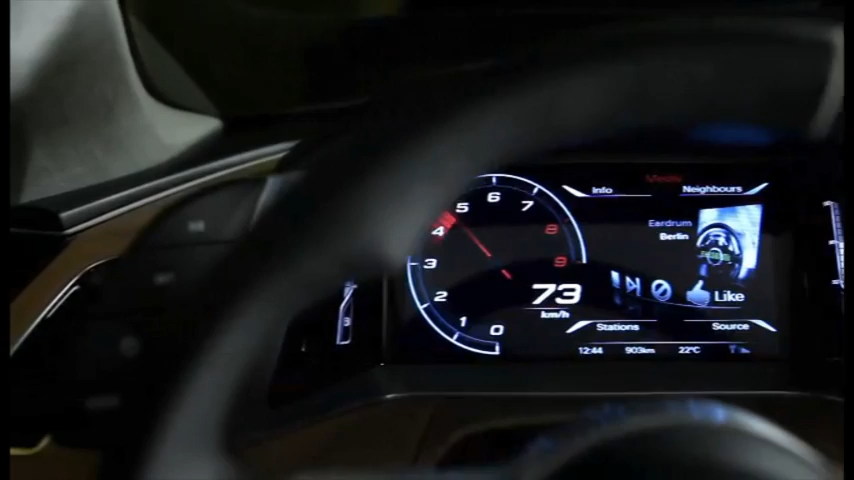 Media
Info
Neighbours
Eardrum
Berlin
Like
Stations
Source
12:44
903km
22°C
0
1
2
3
4
5
6
7
8
9
73
km/h
3